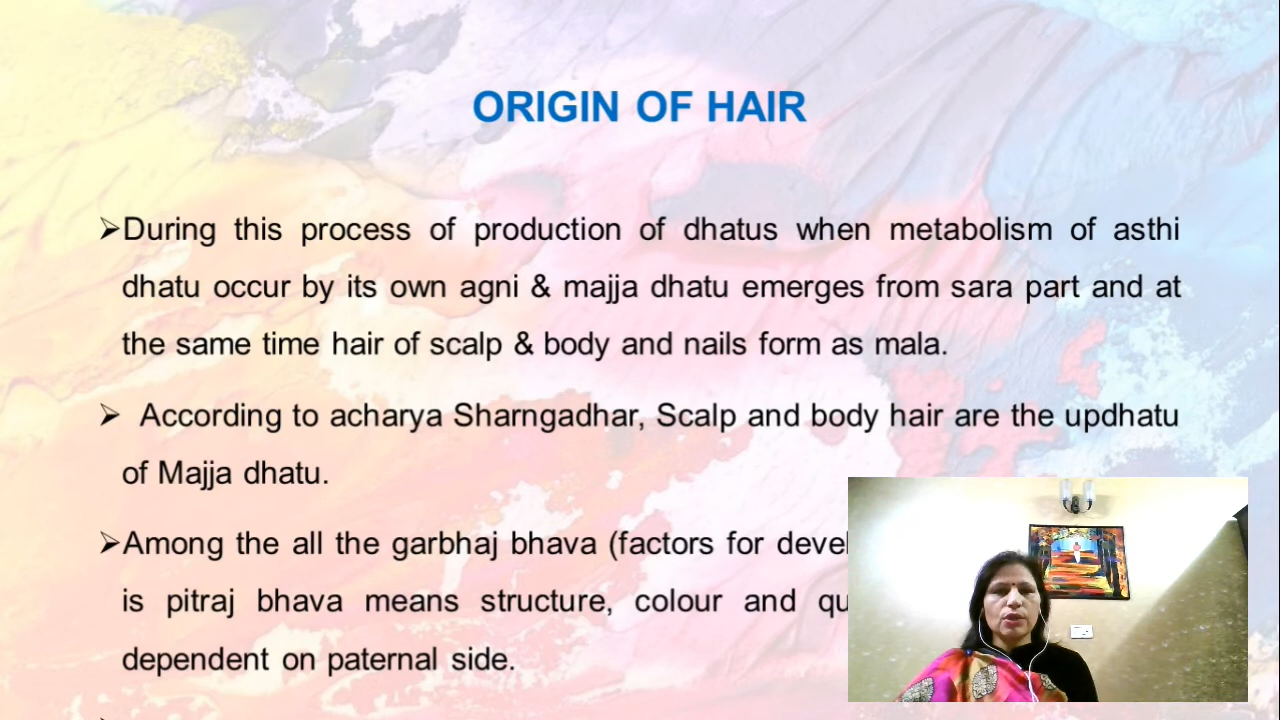 ORIGIN OF HAIR
➢During this process of production of dhatus when metabolism of asthi
dhatu occur by its own agni & majja dhatu emerges from sara part and at
the same time hair of scalp & body and nails form as mala.
➢ According to acharya Sharngadhar, Scalp and body hair are the updhatu
of Majja dhatu.
➢Among the all the garbhaj bhava (factors for devel
is pitraj bhava means structure, colour and qu
dependent on paternal side.